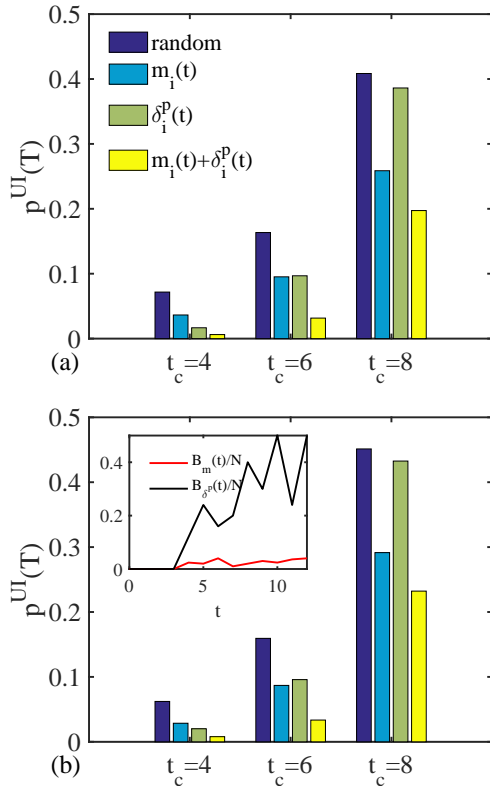 0.5
0.4
0.3
0.2
0.1
0
p^UI(T)
random
m_i(t)
δ_i^p(t)
m_i(t)+δ_i^p(t)
(a)
t_c=4 t_c=6 t_c=8
0.5
0.4
0.3
0.2
0.1
0
p^UI(T)
0.4
0.2
0
B_m(t)/N
B_δ^p(t)/N
0 5 10
t
(b)
t_c=4 t_c=6 t_c=8